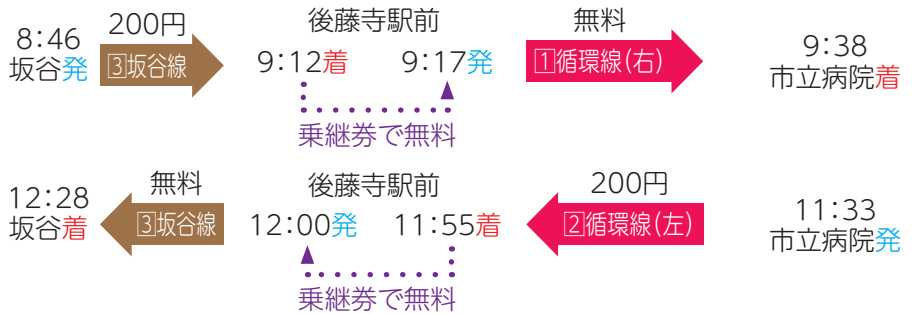 8:46
坂谷発
200円
3坂谷線
後藤寺駅前
9:12着
9:17発
乗継券で無料
無料
1循環線(右)
9:38
市立病院着
12:28
坂谷着
無料
3坂谷線
後藤寺駅前
12:00発
11:55着
乗継券で無料
200円
2循環線(左)
11:33
市立病院発